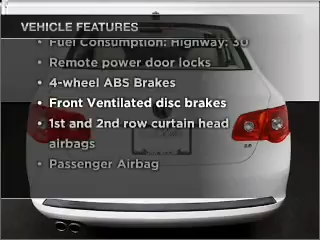 VEHICLE FEATURES
• Fuel Consumption: Highway: 30
• Remote power door locks
• 4-wheel ABS Brakes
• Front Ventilated disc brakes
• 1st and 2nd row curtain head
airbags
• Passenger Airbag